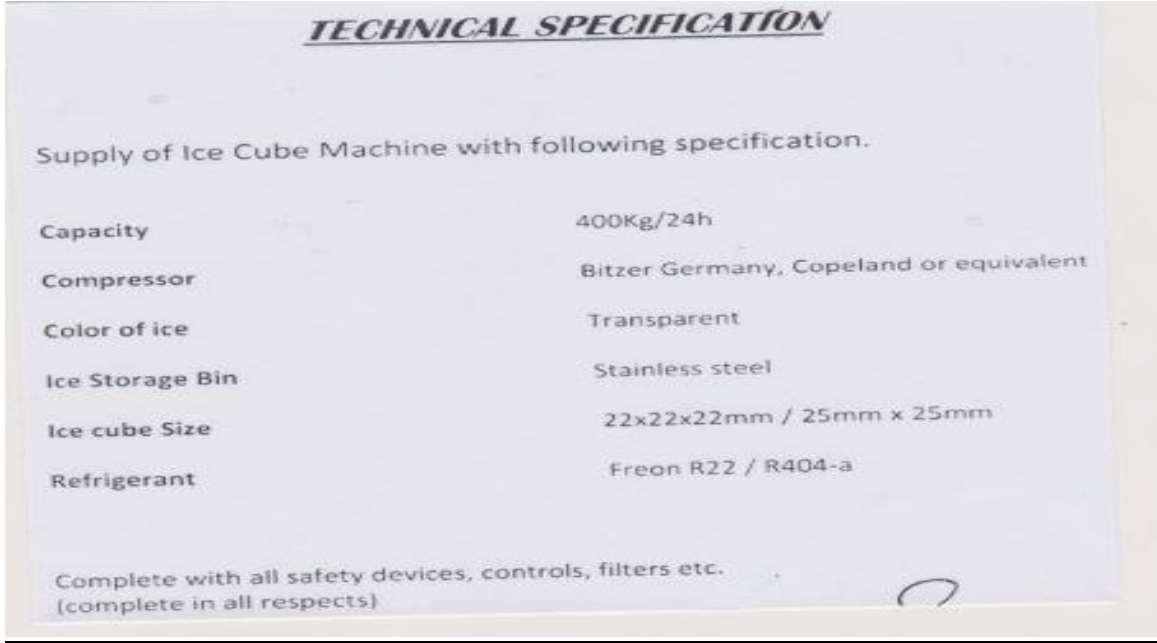 TECHNICAL SPECIFICATION
Supply of Ice Cube Machine with following specification.
Capacity 400Kg/24h
Compressor Bitzer Germany, Copeland or equivalent
Color of ice Transparent
Ice Storage Bin Stainless steel
Ice cube Size 22x22x22mm / 25mm x 25mm
Refrigerant Freon R22 / R404-a
Complete with all safety devices, controls, filters etc.
(complete in all respects)